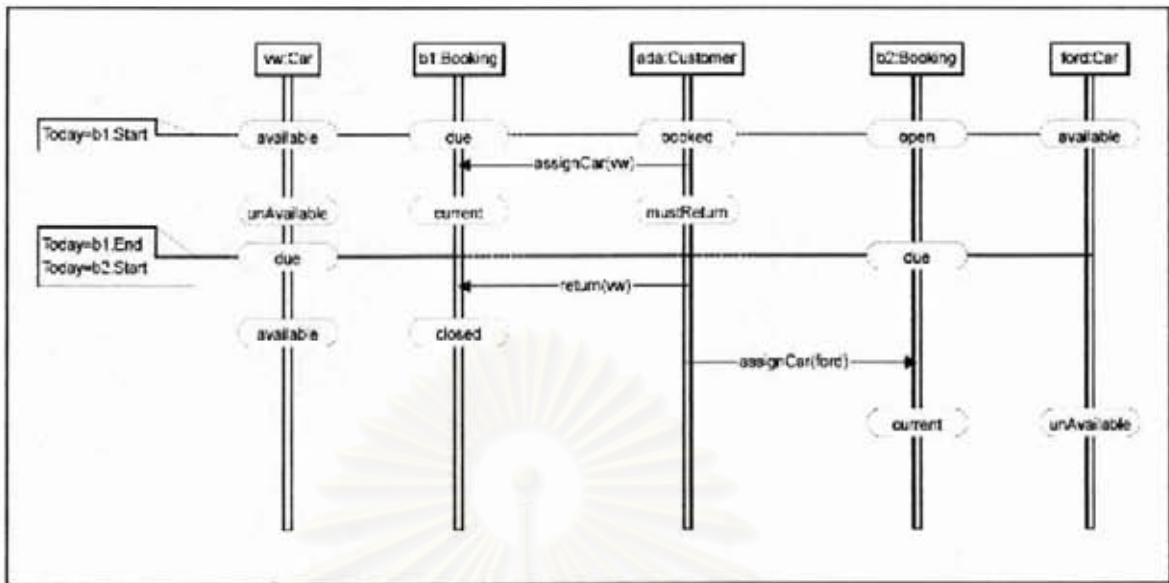 vw:Car
b1:Booking
ada:Customer
b2:Booking
ford:Car
Today=b1.Start
available
due
booked
open
available
assignCar(vw)
unAvailable
current
mustReturn
Today=b1.End
Today=b2.Start
due
due
return(vw)
available
closed
assignCar(ford)
current
unAvailable